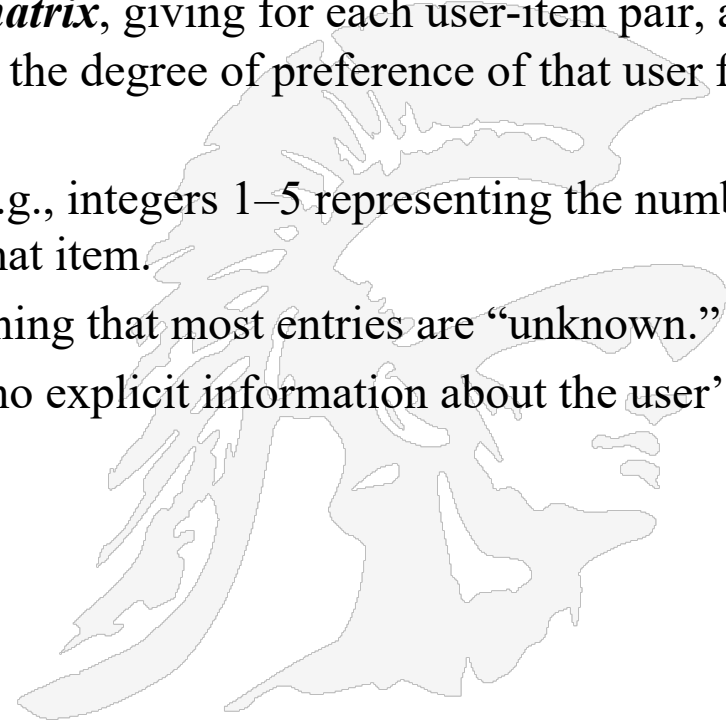 matrix, giving for each user-item pair, a
the degree of preference of that user f
.g., integers 1–5 representing the numb
hat item.
ning that most entries are “unknown.”
no explicit information about the user’